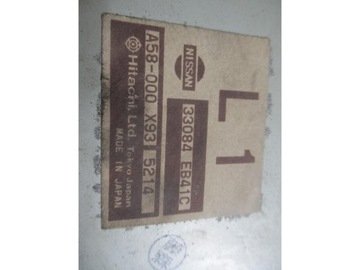 L1
NISSAN
33084 EB41C
A58-000 X93 5214
Hitachi, Ltd. Tokyo Japan
MADE IN JAPAN